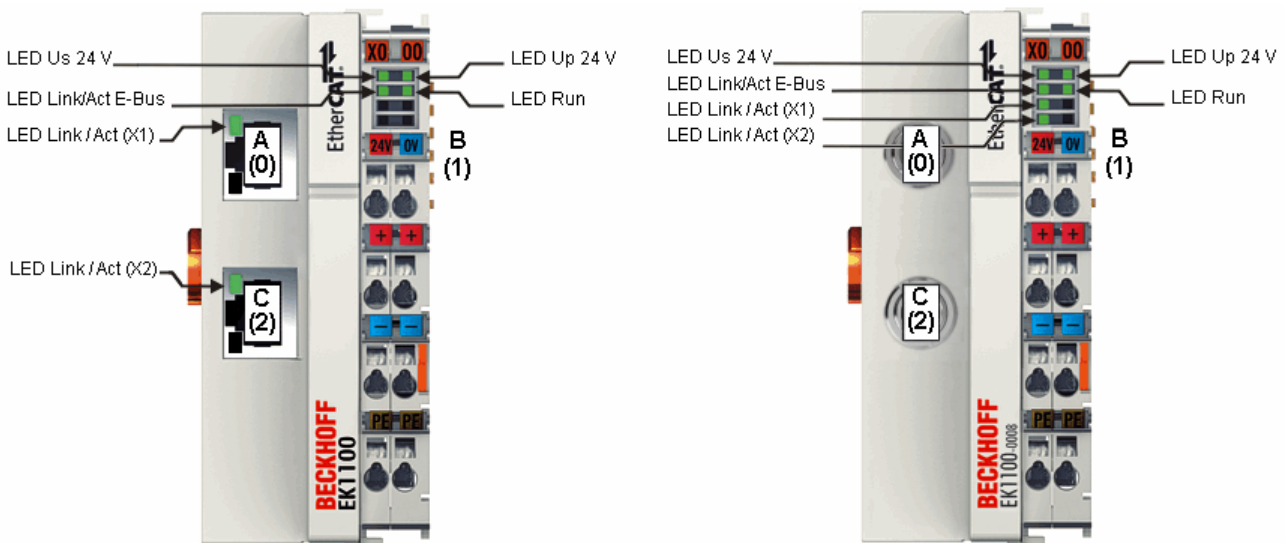 LED Us 24 V
LED Link/Act E-Bus
LED Link / Act (X1)
LED Link / Act (X2)
A
(0)
C
(2)
EtherCAT
BECKHOFF
EK1100
X0 00
24V 0V
+ +
− −
PE PE
LED Up 24 V
LED Run
B
(1)
LED Us 24 V
LED Link/Act E-Bus
LED Link / Act (X1)
LED Link / Act (X2)
A
(0)
C
(2)
EtherCAT
BECKHOFF
EK1100-0008
X0 00
24V 0V
+ +
− −
PE PE
LED Up 24 V
LED Run
B
(1)